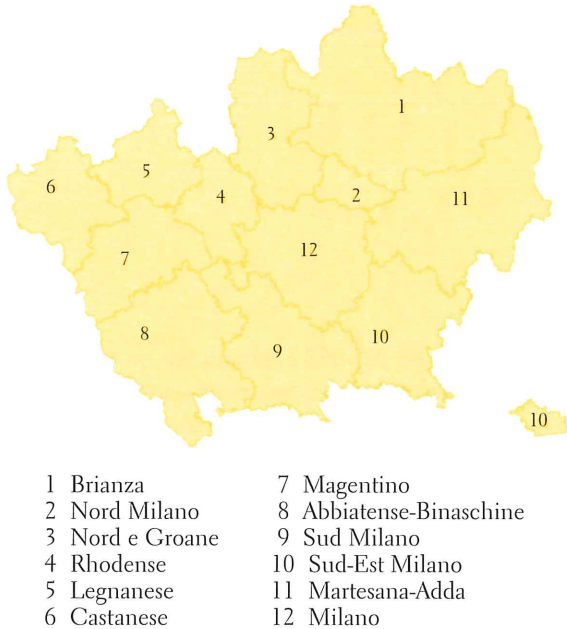 1
3
5
2
6
4
11
7
12
8
10
9
10
1 Brianza
2 Nord Milano
3 Nord e Groane
4 Rhodense
5 Legnanese
6 Castanese
7 Magentino
8 Abbiatense-Binaschine
9 Sud Milano
10 Sud-Est Milano
11 Martesana-Adda
12 Milano